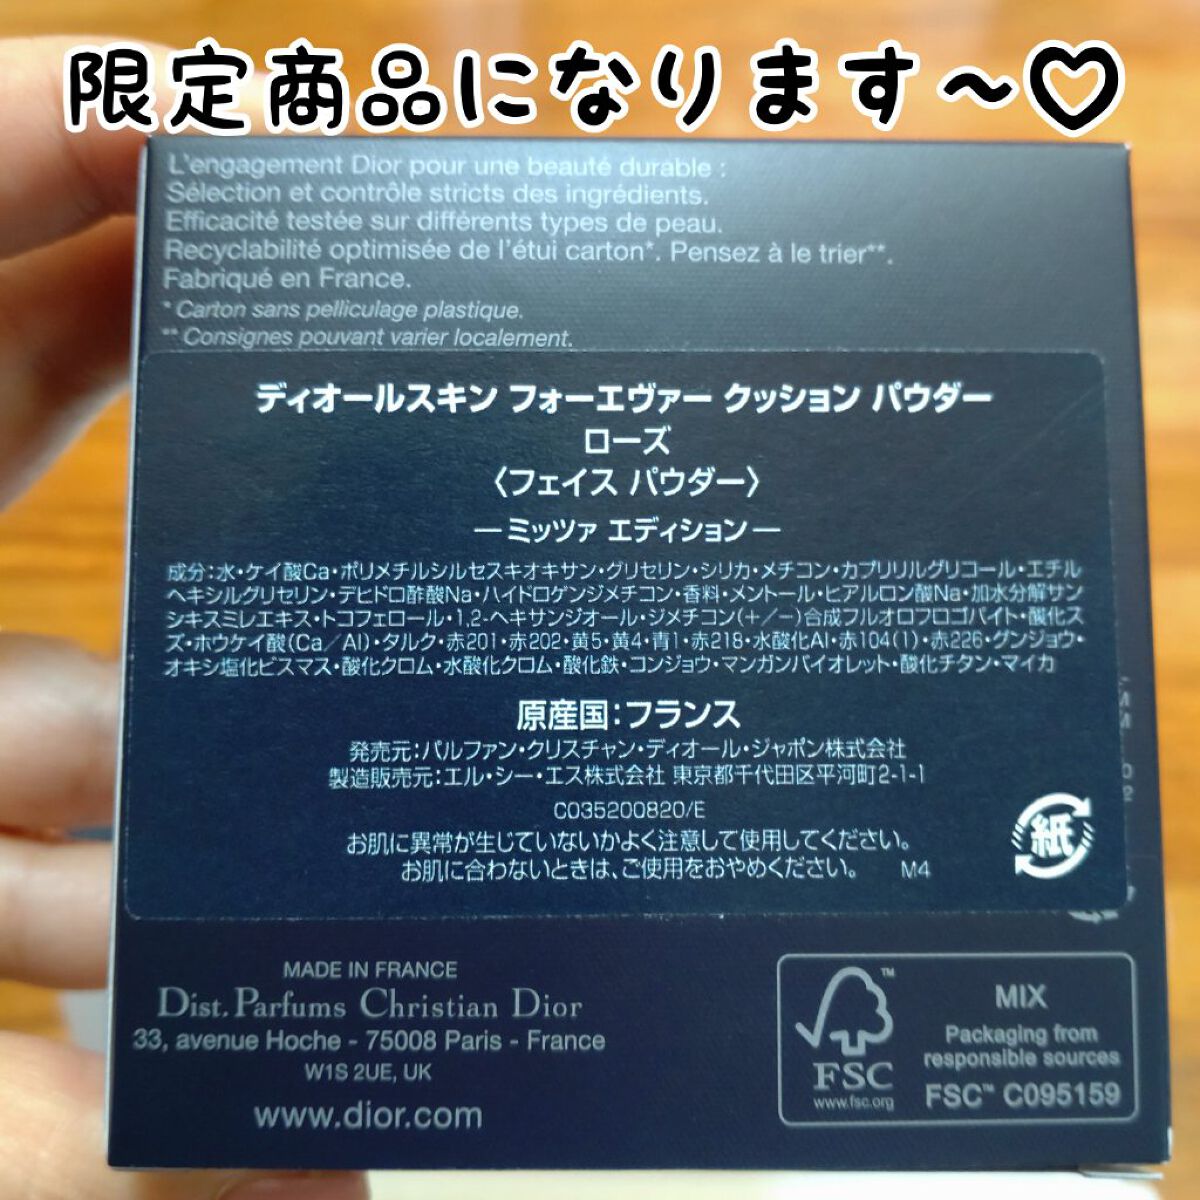 限定商品になります～♡
L'engagement Dior pour une beauté durable :
Sélection et contrôle stricts des ingrédients.
Efficacité testée sur différents types de peau.
Recyclabilité optimisée de l'étui carton*. Pensez à le trier**.
Fabriqué en France.
* Carton sans pelliculage plastique.
** Consignes pouvant varier localement.
ディオールスキン フォーエヴァー クッション パウダー
ローズ
〈フェイス パウダー〉
―ミッツァ エディション―
成分：水・ケイ酸Ca・ポリメチルシルセスキオキサン・グリセリン・シリカ・メチコン・カプリリルグリコール・エチル
ヘキシルグリセリン・デヒドロ酢酸Na・ハイドロゲンジメチコン・香料・メントール・ヒアルロン酸Na・加水分解サン
シキスミレエキス・トコフェロール・1,2-ヘキサンジオール・ジメチコン(+/−)合成フルオロフロゴパイト・酸化ス
ズ・ホウケイ酸(Ca/Al)・タルク・赤201・赤202・黄5・黄4・青1・赤218・水酸化Al・赤104(1)・赤226・グンジョウ・
オキシ塩化ビスマス・酸化クロム・水酸化クロム・酸化鉄・コンジョウ・マンガンバイオレット・酸化チタン・マイカ
原産国：フランス
発売元：パルファン・クリスチャン・ディオール・ジャポン株式会社
製造販売元：エル・シー・エス株式会社 東京都千代田区平河町2-1-1
C035200820/E
お肌に異常が生じていないかよく注意して使用してください。
お肌に合わないときは、ご使用をおやめください。 M4
紙
MADE IN FRANCE
Dist. Parfums Christian Dior
33, avenue Hoche - 75008 Paris - France
W1S 2UE, UK
www.dior.com
FSC
www.fsc.org
MIX
Packaging from
responsible sources
FSC™ C095159